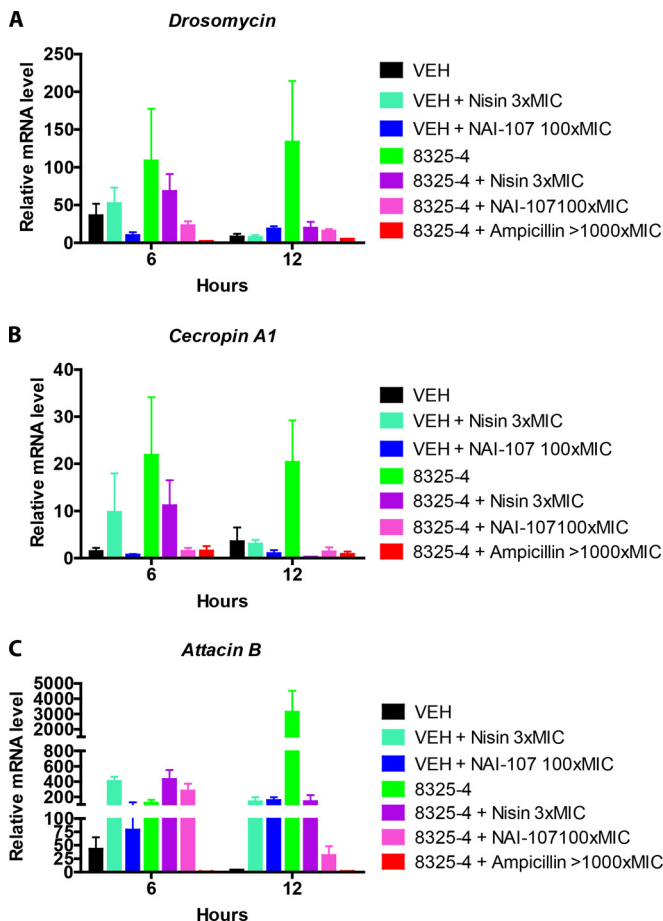 A
Drosomycin
Relative mRNA level
250
200
150
100
50
0
6
12
Hours
VEH
VEH + Nisin 3xMIC
VEH + NAI-107 100xMIC
8325-4
8325-4 + Nisin 3xMIC
8325-4 + NAI-107100xMIC
8325-4 + Ampicillin >1000xMIC
B
Cecropin A1
Relative mRNA level
40
30
20
10
0
6
12
Hours
VEH
VEH + Nisin 3xMIC
VEH + NAI-107 100xMIC
8325-4
8325-4 + Nisin 3xMIC
8325-4 + NAI-107100xMIC
8325-4 + Ampicillin >1000xMIC
C
Attacin B
Relative mRNA level
5000
4000
3000
2000
800
600
400
200
100
75
50
25
0
6
12
Hours
VEH
VEH + Nisin 3xMIC
VEH + NAI-107 100xMIC
8325-4
8325-4 + Nisin 3xMIC
8325-4 + NAI-107100xMIC
8325-4 + Ampicillin >1000xMIC